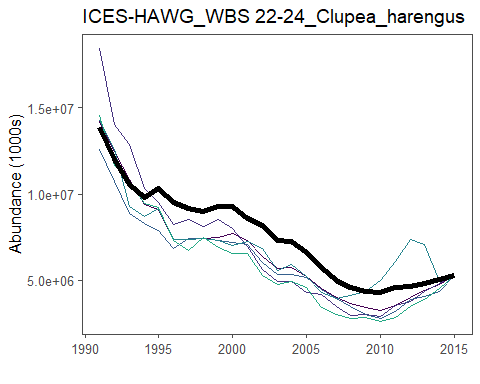 ICES-HAWG_WBS 22-24_Clupea_harengus
Abundance (1000s)
1.5e+07
1.0e+07
5.0e+06
1990 1995 2000 2005 2010 2015